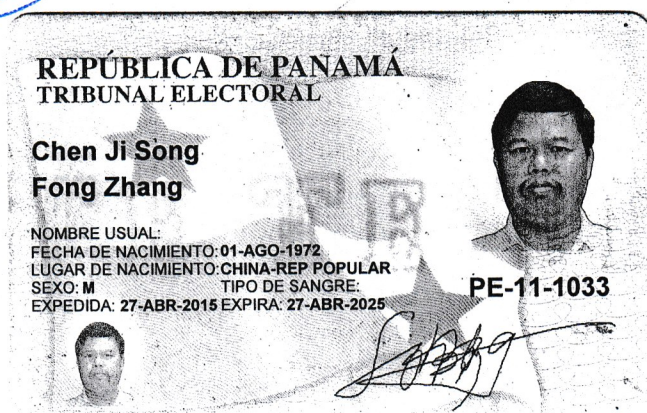 REPÚBLICA DE PANAMÁ
TRIBUNAL ELECTORAL
Chen Ji Song
Fong Zhang
NOMBRE USUAL:
FECHA DE NACIMIENTO: 01-AGO-1972
LUGAR DE NACIMIENTO: CHINA-REP POPULAR
SEXO: M TIPO DE SANGRE:
EXPEDIDA: 27-ABR-2015 EXPIRA: 27-ABR-2025
PE-11-1033